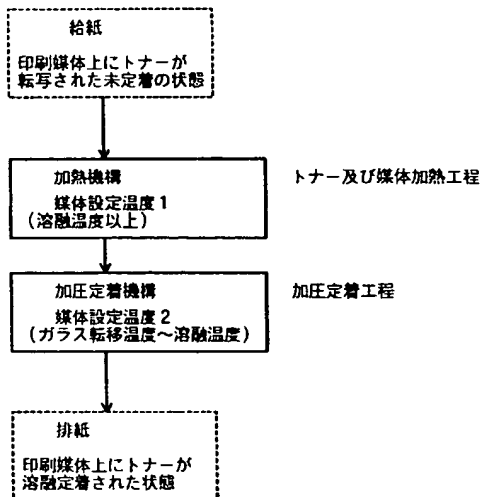 給紙
印刷媒体上にトナーが
転写された未定着の状態
加熱機構
トナー及び媒体加熱工程
媒体設定温度1
(溶融温度以上)
加圧定着機構
加圧定着工程
媒体設定温度2
(ガラス転移温度～溶融温度)
排紙
印刷媒体上にトナーが
溶融定着された状態